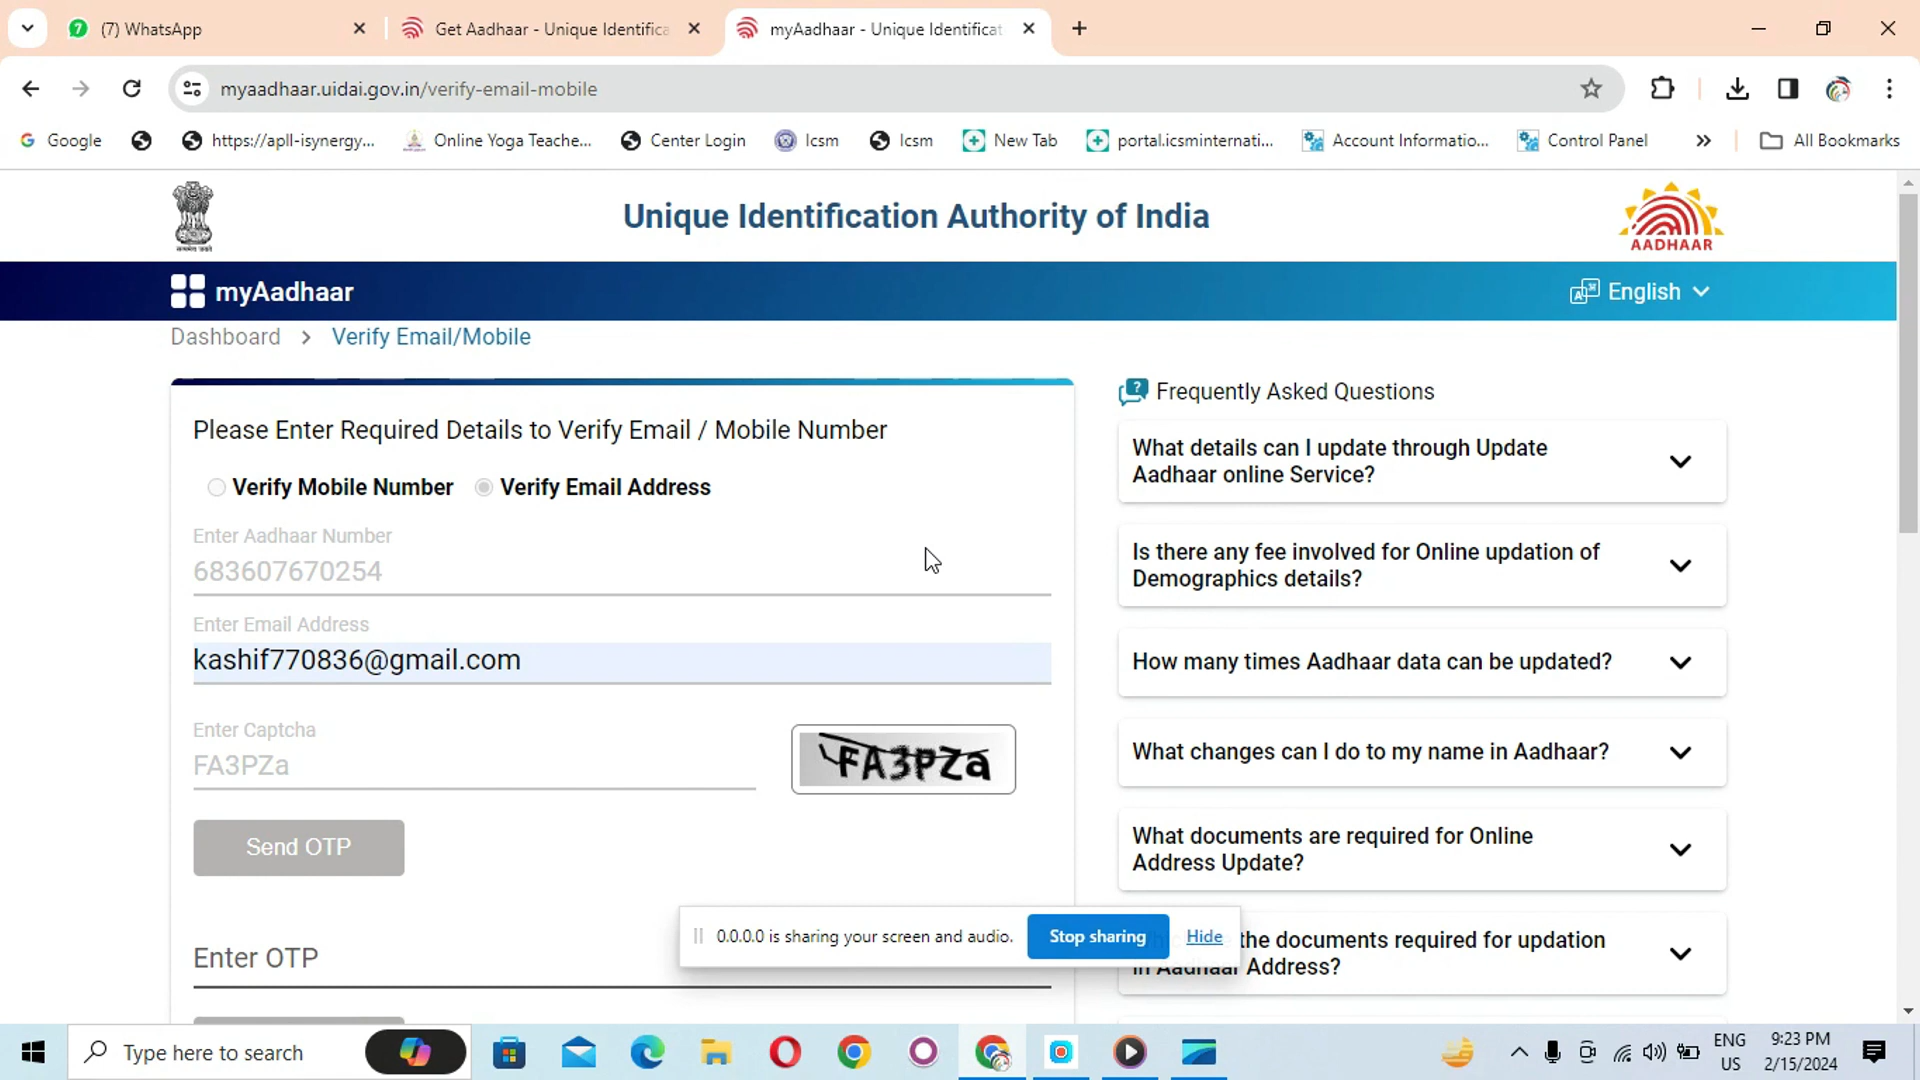 (7) WhatsApp
Get Aadhaar - Unique Identifica
myAadhaar - Unique Identificat
myaadhaar.uidai.gov.in/verify-email-mobile
Google
https://apll-isynergy...
Online Yoga Teache...
Center Login
Icsm
Icsm
New Tab
portal.icsminternati...
Account Informatio...
Control Panel
All Bookmarks
Unique Identification Authority of India
AADHAAR
myAadhaar
English
Dashboard > Verify Email/Mobile
Please Enter Required Details to Verify Email / Mobile Number
Verify Mobile Number
Verify Email Address
Enter Aadhaar Number
683607670254
Enter Email Address
kashif770836@gmail.com
Enter Captcha
FA3PZa
FA3PZa
Send OTP
Enter OTP
Frequently Asked Questions
What details can I update through Update
Aadhaar online Service?
Is there any fee involved for Online updation of
Demographics details?
How many times Aadhaar data can be updated?
What changes can I do to my name in Aadhaar?
What documents are required for Online
Address Update?
the documents required for updation
in Aadhaar Address?
0.0.0.0 is sharing your screen and audio.
Stop sharing
Hide
Type here to search
ENG
US
9:23 PM
2/15/2024